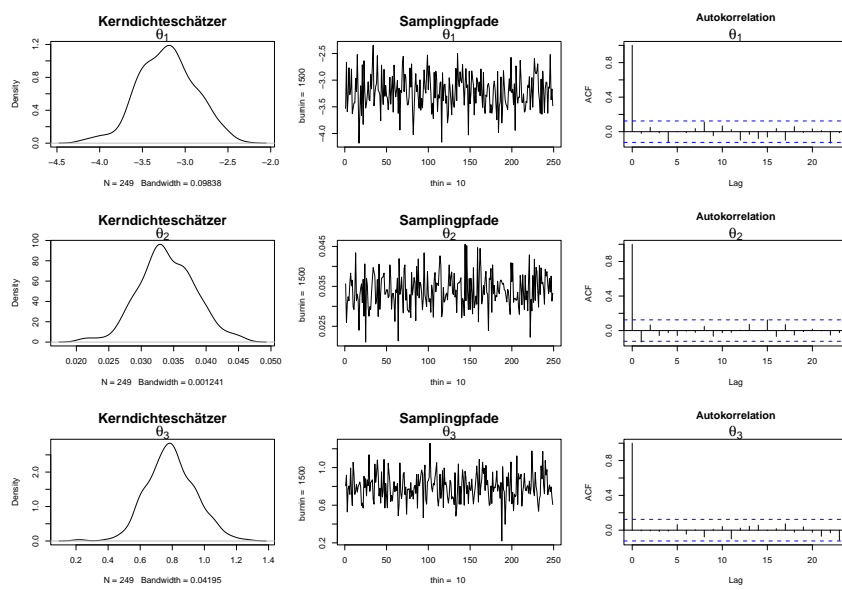 Kerndichteschätzer
θ1
Density
0.0 0.4 0.8 1.2
−4.5 −4.0 −3.5 −3.0 −2.5 −2.0
N = 249 Bandwidth = 0.09838
Samplingpfade
θ1
burnin = 1500
−4.0 −3.5 −3.0 −2.5
0 50 100 150 200 250
thin = 10
Autokorrelation
θ1
ACF
0.0 0.4 0.8
0 5 10 15 20
Lag
Kerndichteschätzer
θ2
Density
0 20 40 60 80 100
0.020 0.025 0.030 0.035 0.040 0.045 0.050
N = 249 Bandwidth = 0.001241
Samplingpfade
θ2
burnin = 1500
0.025 0.035 0.045
0 50 100 150 200 250
thin = 10
Autokorrelation
θ2
ACF
0.0 0.4 0.8
0 5 10 15 20
Lag
Kerndichteschätzer
θ3
Density
0.0 1.0 2.0
0.2 0.4 0.6 0.8 1.0 1.2 1.4
N = 249 Bandwidth = 0.04195
Samplingpfade
θ3
burnin = 1500
0.2 0.6 1.0
0 50 100 150 200 250
thin = 10
Autokorrelation
θ3
ACF
0.0 0.4 0.8
0 5 10 15 20
Lag